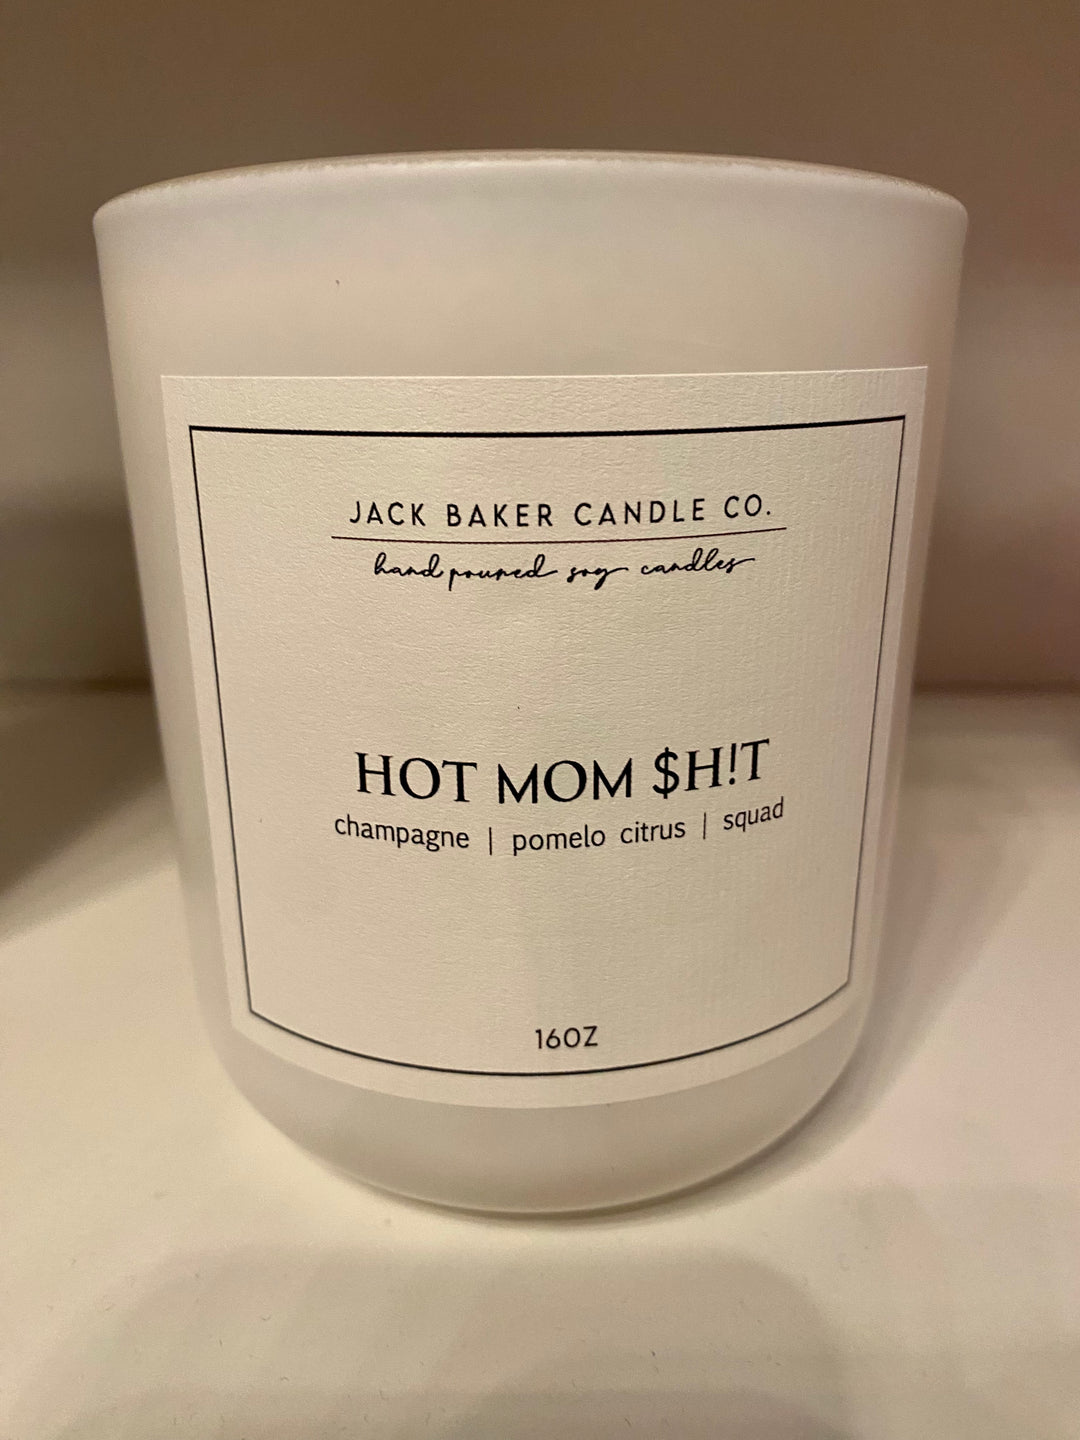 JACK BAKER CANDLE CO.
hand poured soy candles
HOT MOM $H!T
champagne | pomelo citrus | squad
16OZ